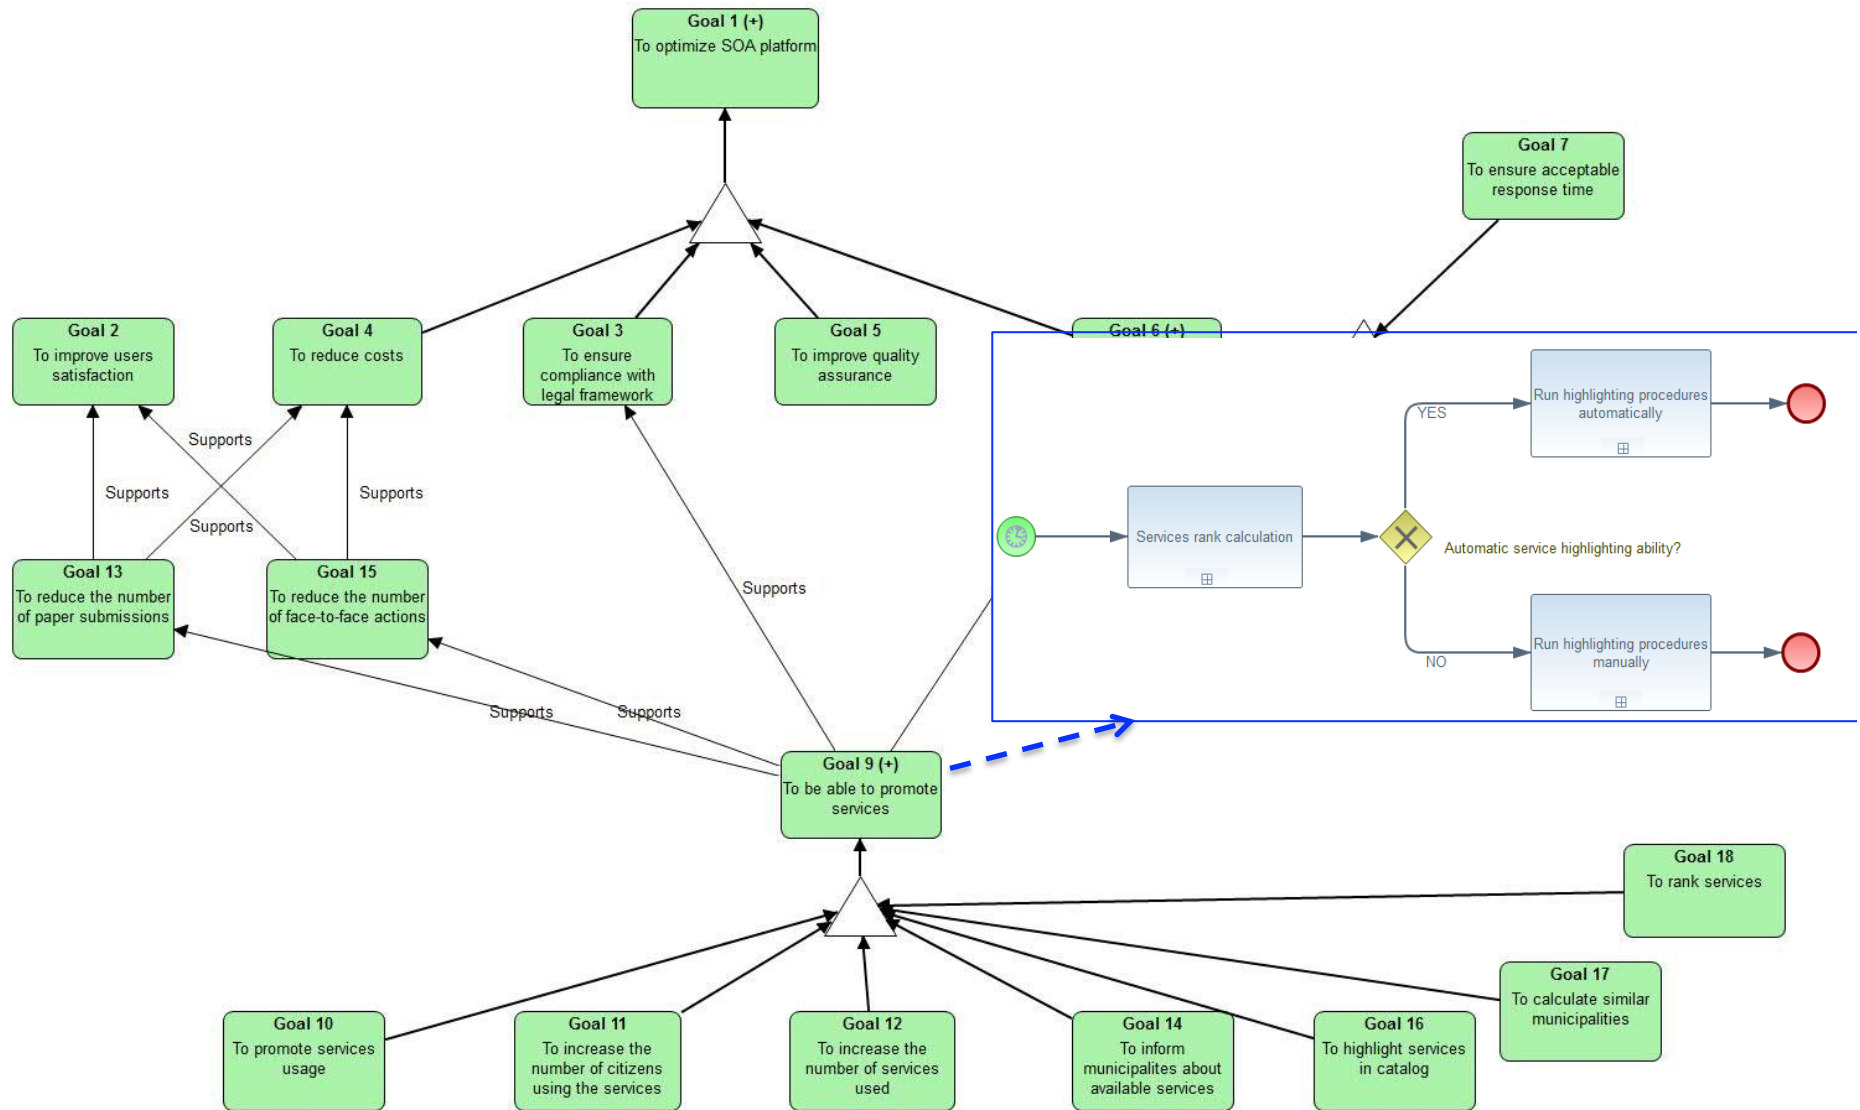 Goal 1 (+)
To optimize SOA platform
Goal 7
To ensure acceptable
response time
Goal 2
To improve users
satisfaction
Goal 4
To reduce costs
Goal 3
To ensure
compliance with
legal framework
Goal 5
To improve quality
assurance
Goal 6 (+)
Supports
Supports
Supports
Supports
Goal 13
To reduce the number
of paper submissions
Goal 15
To reduce the number
of face-to-face actions
Supports
Supports
Supports
Run highlighting procedures
automatically
YES
Services rank calculation
Automatic service highlighting ability?
Run highlighting procedures
manually
NO
Goal 9 (+)
To be able to promote
services
Goal 18
To rank services
Goal 17
To calculate similar
municipalities
Goal 10
To promote services
usage
Goal 11
To increase the
number of citizens
using the services
Goal 12
To increase the
number of services
used
Goal 14
To inform
municipalites about
available services
Goal 16
To highlight services
in catalog